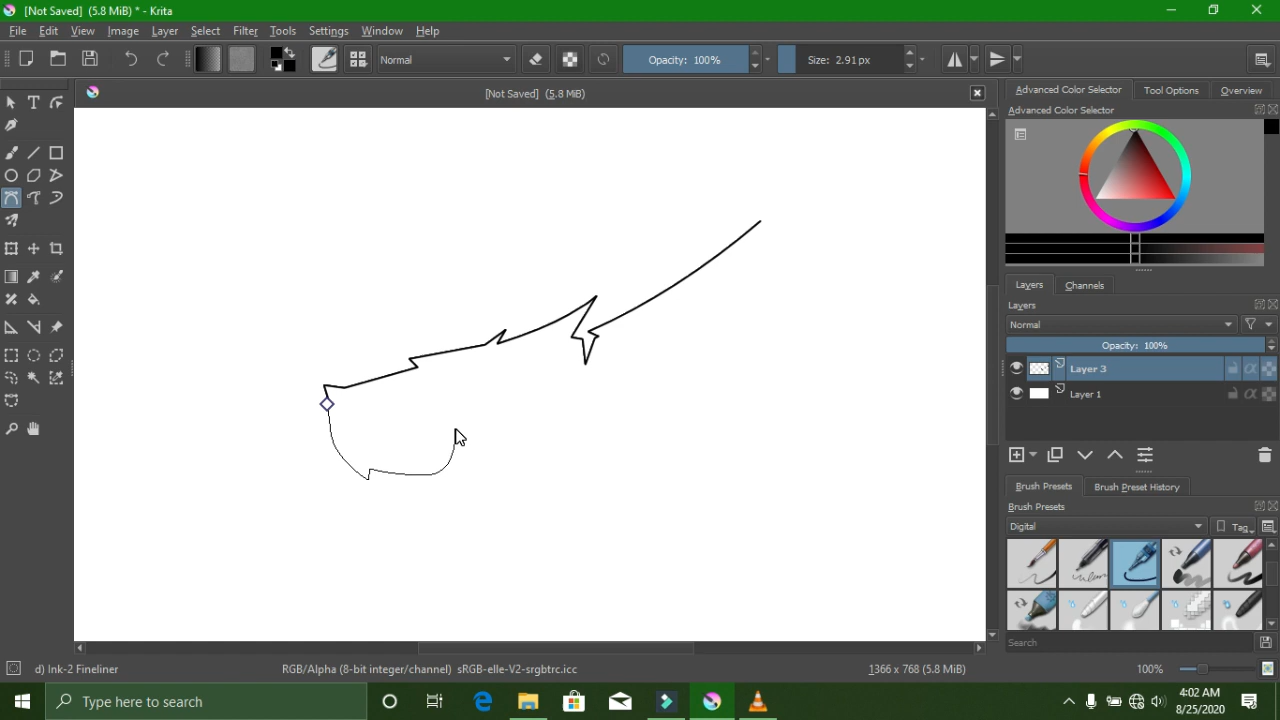 [Not Saved] (5.8 MiB) * - Krita
File Edit View Image Layer Select Filter Tools Settings Window Help
Normal Opacity: 100% Size: 2.91 px
[Not Saved] (5.8 MiB)
Advanced Color Selector Tool Options Overview
Advanced Color Selector
Layers Channels
Layers
Normal
Opacity: 100%
Layer 3
Layer 1
Brush Presets Brush Preset History
Brush Presets
Digital Tag
Search
d) Ink-2 Fineliner RGB/Alpha (8-bit integer/channel) sRGB-elle-V2-srgbtrc.icc 1366 x 768 (5.8 MiB) 100%
Type here to search
4:02 AM
8/25/2020